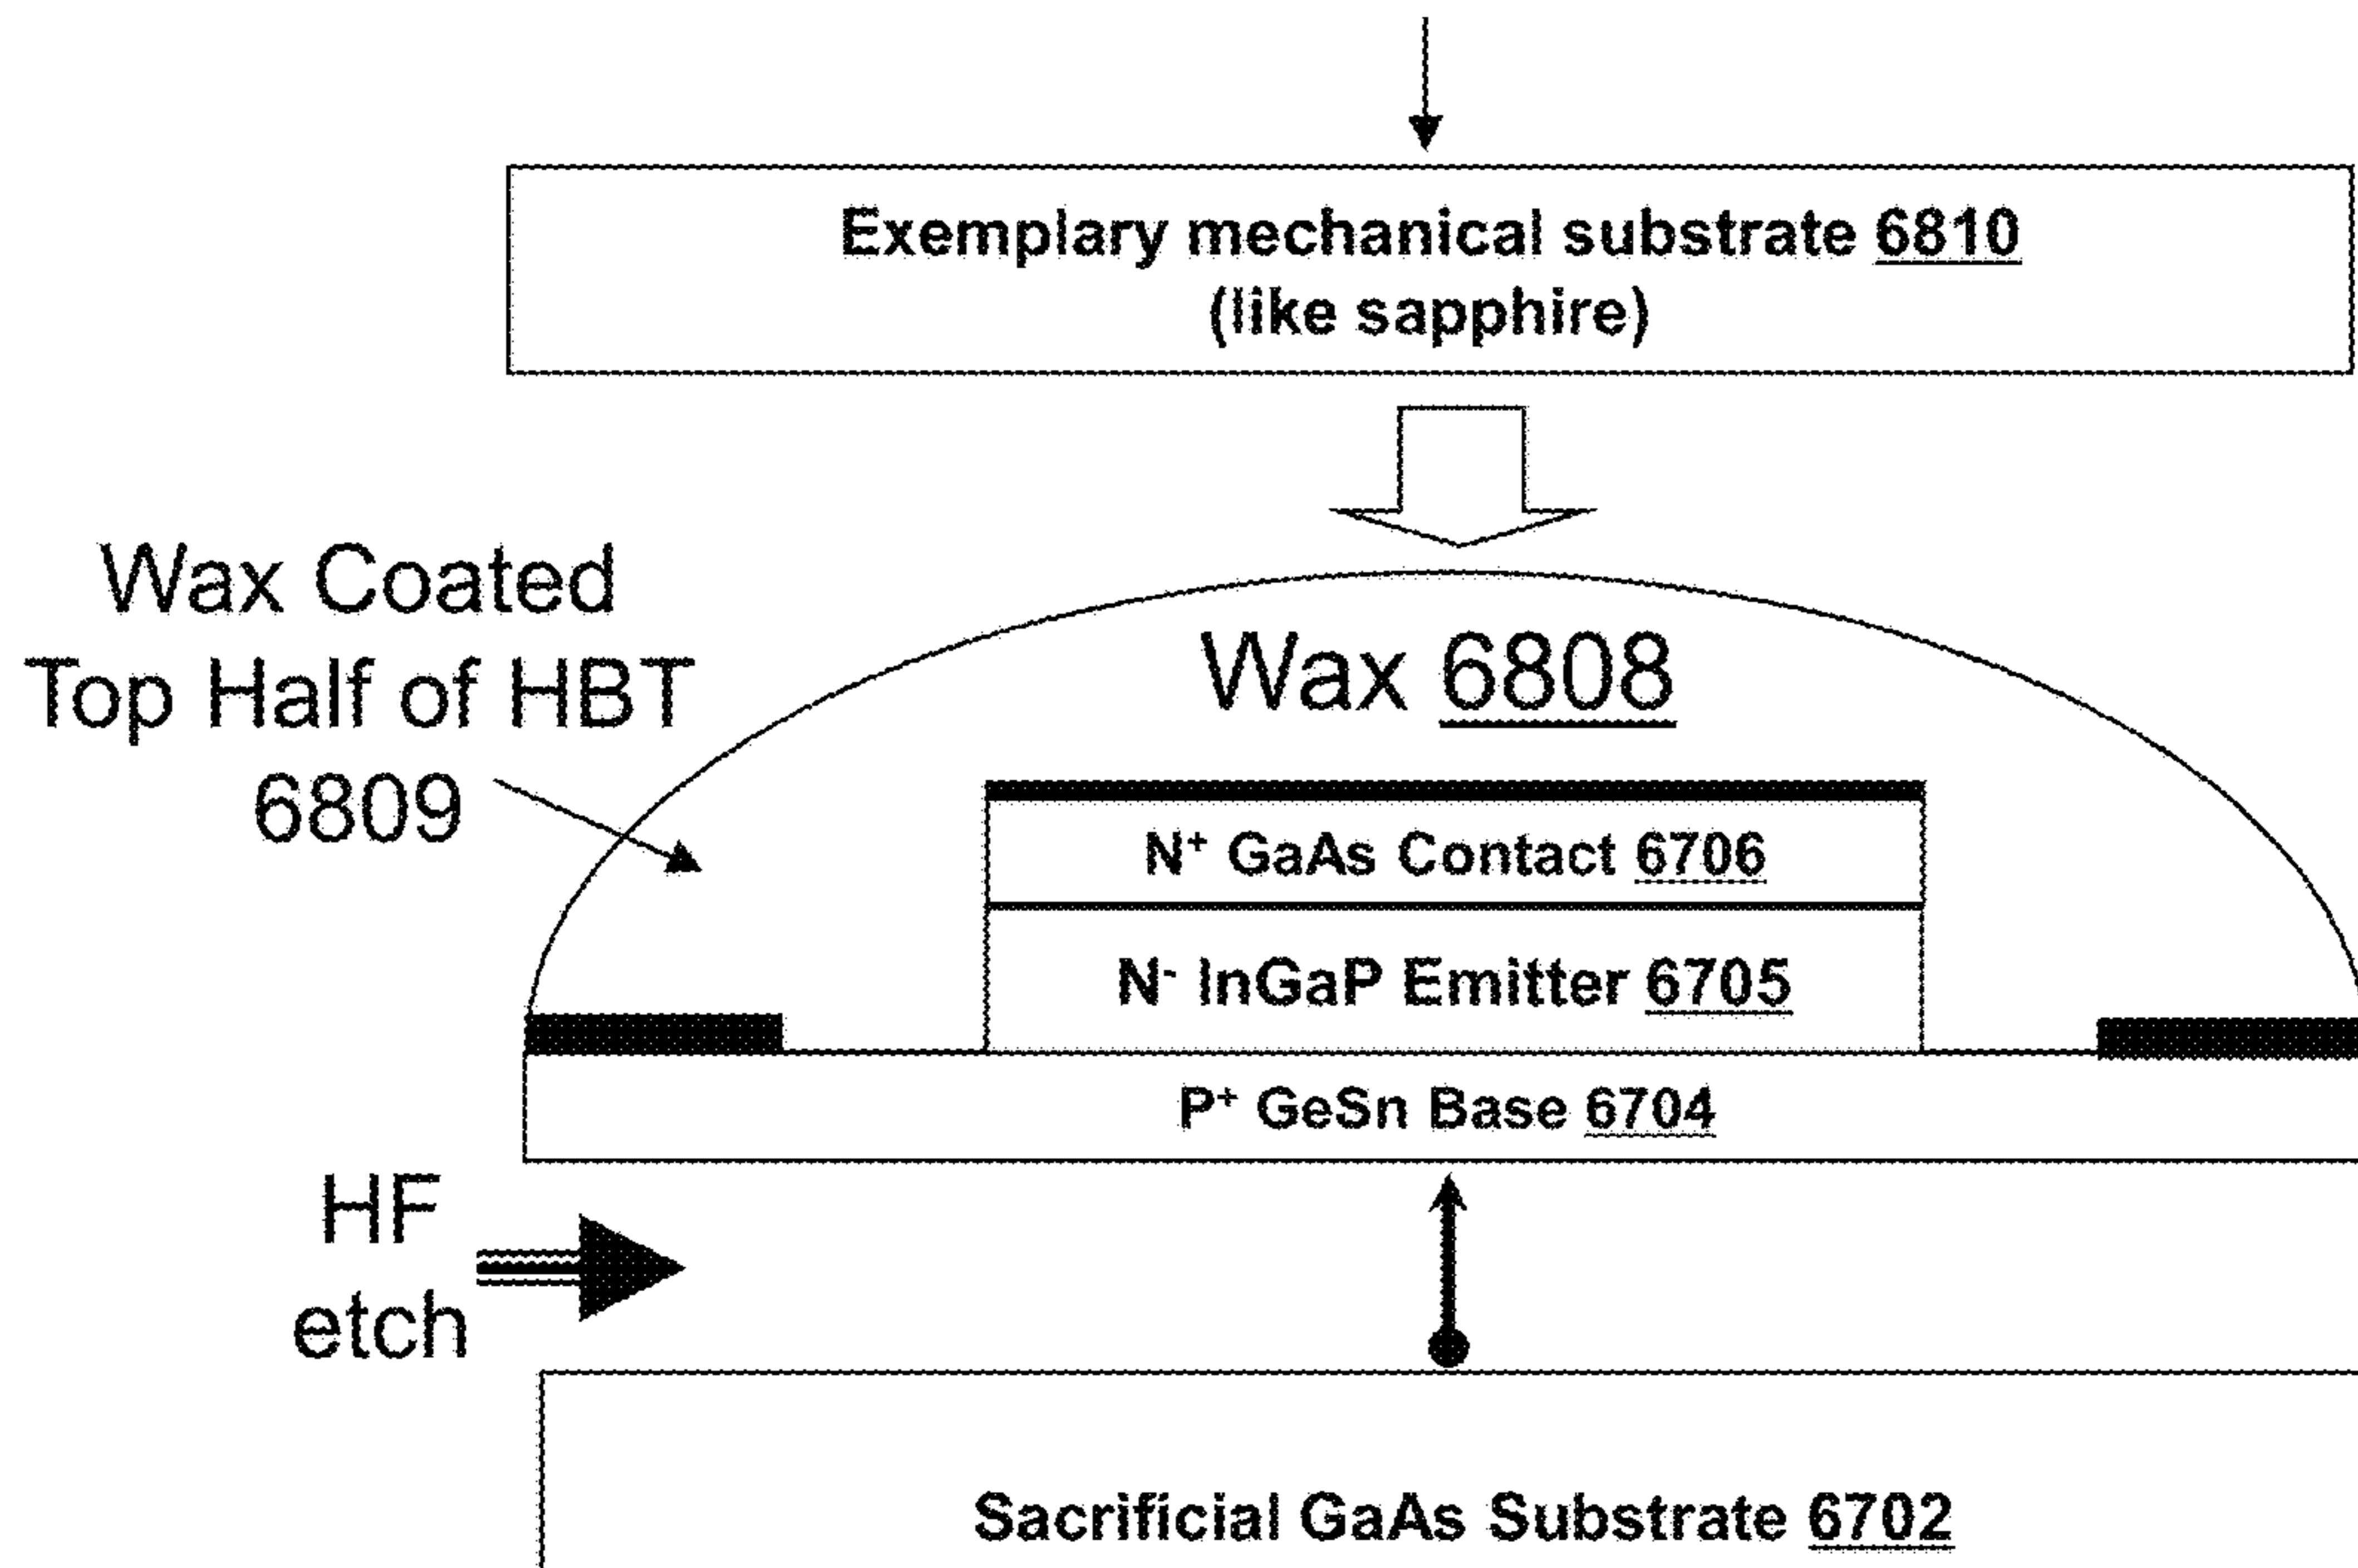 Exemplary mechanical substrate 6810
(like sapphire)
Wax Coated
Top Half of HBT
6809
Wax 6808
N⁺ GaAs Contact 6706
N⁻ InGaP Emitter 6705
P⁺ GeSn Base 6704
HF
etch
Sacrificial GaAs Substrate 6702